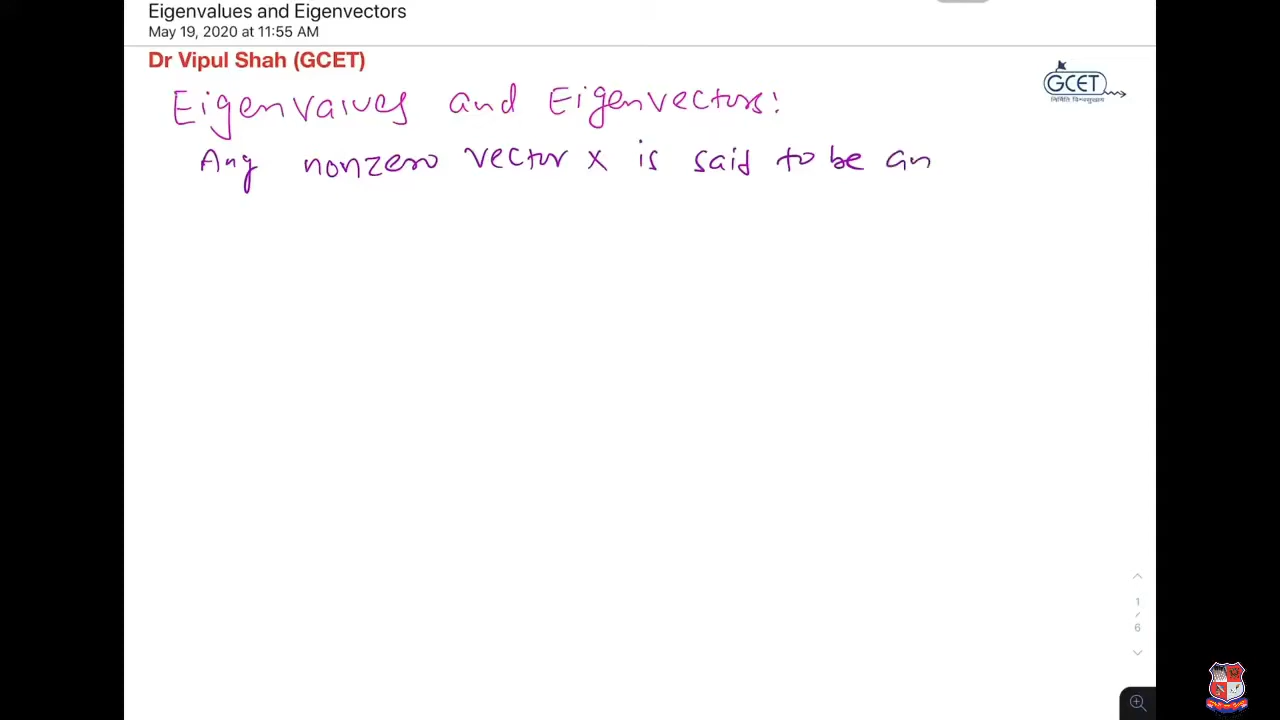 Eigenvalues and Eigenvectors
May 19, 2020 at 11:55 AM
Dr Vipul Shah (GCET)
GCET
Eigenvalues and Eigenvectors:
Any nonzero vector x is said to be an
1
/
6